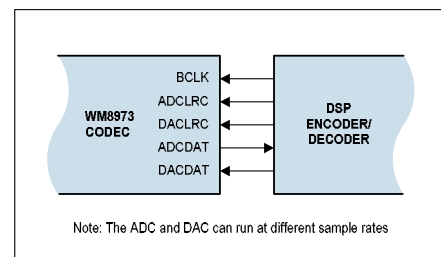 WM8973
CODEC
BCLK
ADCLRC
DACLRC
ADCDAT
DACDAT
DSP
ENCODER/
DECODER
Note: The ADC and DAC can run at different sample rates